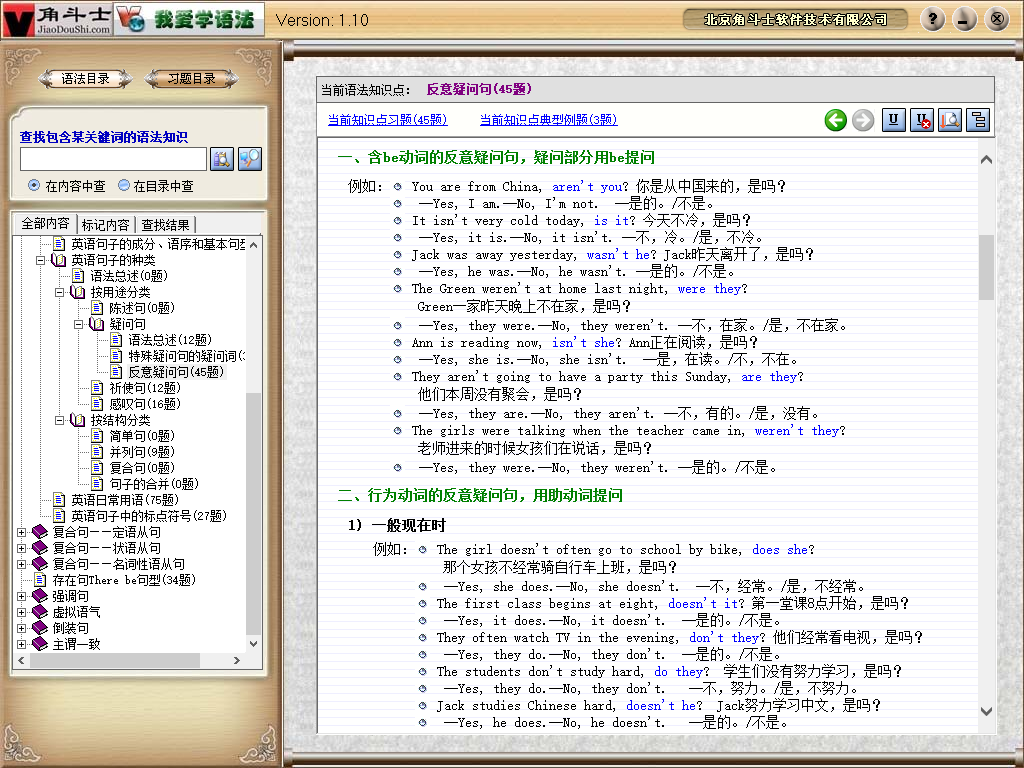 角斗士
JiaoDouShi.com
我爱学语法
Version: 1.10
北京角斗士软件技术有限公司
语法目录
习题目录
查找包含某关键词的语法知识
在内容中查
在目录中查
全部内容
标记内容
查找结果
英语句子的成分、语序和基本句型
英语句子的种类
语法总述(0题)
按用途分类
陈述句(0题)
疑问句
语法总述(12题)
特殊疑问句的疑问词(
反意疑问句(45题)
祈使句(12题)
感叹句(16题)
按结构分类
简单句(0题)
并列句(9题)
复合句(0题)
句子的合并(0题)
英语日常用语(75题)
英语句子中的标点符号(27题)
复合句——定语从句
复合句——状语从句
复合句——名词性语从句
存在句There be句型(34题)
强调句
虚拟语气
倒装句
主谓一致
当前语法知识点: 反意疑问句(45题)
当前知识点习题(45题)
当前知识点典型例题(3题)
一、含be动词的反意疑问句，疑问部分用be提问
例如: You are from China, aren't you? 你是从中国来的，是吗?
—Yes, I am.—No, I'm not. —是的。/不是。
It isn't very cold today, is it? 今天不冷，是吗?
—Yes, it is.—No, it isn't. —不，冷。/是，不冷。
Jack was away yesterday, wasn't he? Jack昨天离开了，是吗?
—Yes, he was.—No, he wasn't. —是的。/不是。
The Green weren't at home last night, were they?
Green一家昨天晚上不在家，是吗?
—Yes, they were.—No, they weren't. —不，在家。/是，不在家。
Ann is reading now, isn't she? Ann正在阅读，是吗?
—Yes, she is.—No, she isn't. —是，在读。/不，不在。
They aren't going to have a party this Sunday, are they?
他们本周没有聚会，是吗?
—Yes, they are.—No, they aren't. —不，有的。/是，没有。
The girls were talking when the teacher came in, weren't they?
老师进来的时候女孩们在说话，是吗?
—Yes, they were.—No, they weren't. —是的。/不是。
二、行为动词的反意疑问句，用助动词提问
1) 一般现在时
例如: The girl doesn't often go to school by bike, does she?
那个女孩不经常骑自行车上班，是吗?
—Yes, she does.—No, she doesn't. —不，经常。/是，不经常。
The first class begins at eight, doesn't it? 第一堂课8点开始，是吗?
—Yes, it does.—No, it doesn't. —是的。/不是。
They often watch TV in the evening, don't they? 他们经常看电视，是吗?
—Yes, they do.—No, they don't. —是的。/不是。
The students don't study hard, do they? 学生们没有努力学习，是吗?
—Yes, they do.—No, they don't. —不，努力。/是，不努力。
Jack studies Chinese hard, doesn't he? Jack努力学习中文，是吗?
—Yes, he does.—No, he doesn't. —是的。/不是。